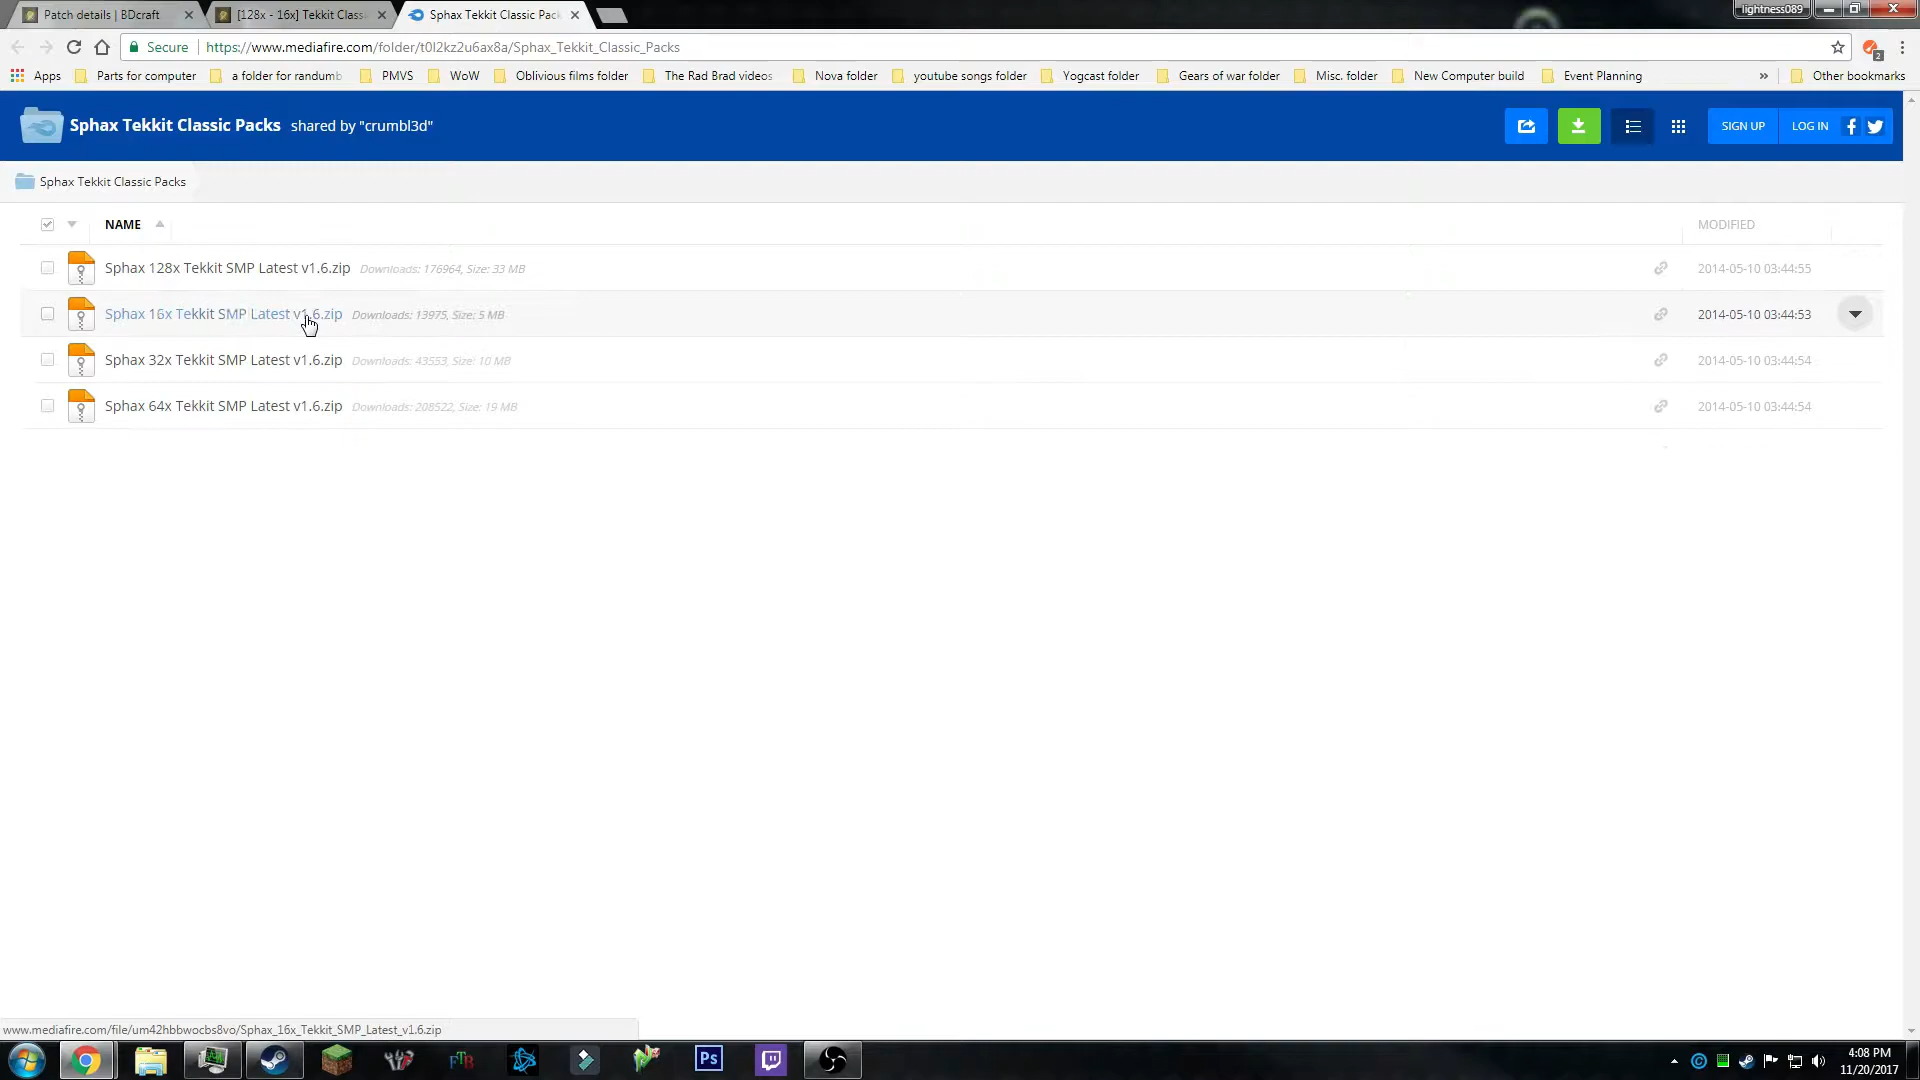 Patch details | BDcraft
[128x - 16x] Tekkit Classi
Sphax Tekkit Classic Pack
lightness089
Secure
https://www.mediafire.com/folder/t0l2kz2u6ax8a/Sphax_Tekkit_Classic_Packs
2
Apps
Parts for computer
a folder for randumb
PMVS
WoW
Oblivious films folder
The Rad Brad videos
Nova folder
youtube songs folder
Yogcast folder
Gears of war folder
Misc. folder
New Computer build
Event Planning
»
Other bookmarks
Sphax Tekkit Classic Packs shared by "crumbl3d"
SIGN UP
LOG IN
Sphax Tekkit Classic Packs
NAME
MODIFIED
Sphax 128x Tekkit SMP Latest v1.6.zip Downloads: 176964, Size: 33 MB
2014-05-10 03:44:55
Sphax 16x Tekkit SMP Latest v1.6.zip Downloads: 13975, Size: 5 MB
2014-05-10 03:44:53
Sphax 32x Tekkit SMP Latest v1.6.zip Downloads: 43553, Size: 10 MB
2014-05-10 03:44:54
Sphax 64x Tekkit SMP Latest v1.6.zip Downloads: 208522, Size: 19 MB
2014-05-10 03:44:54
www.mediafire.com/file/um42hbbwocbs8vo/Sphax_16x_Tekkit_SMP_Latest_v1.6.zip
FTB
Ps
4:08 PM
11/20/2017